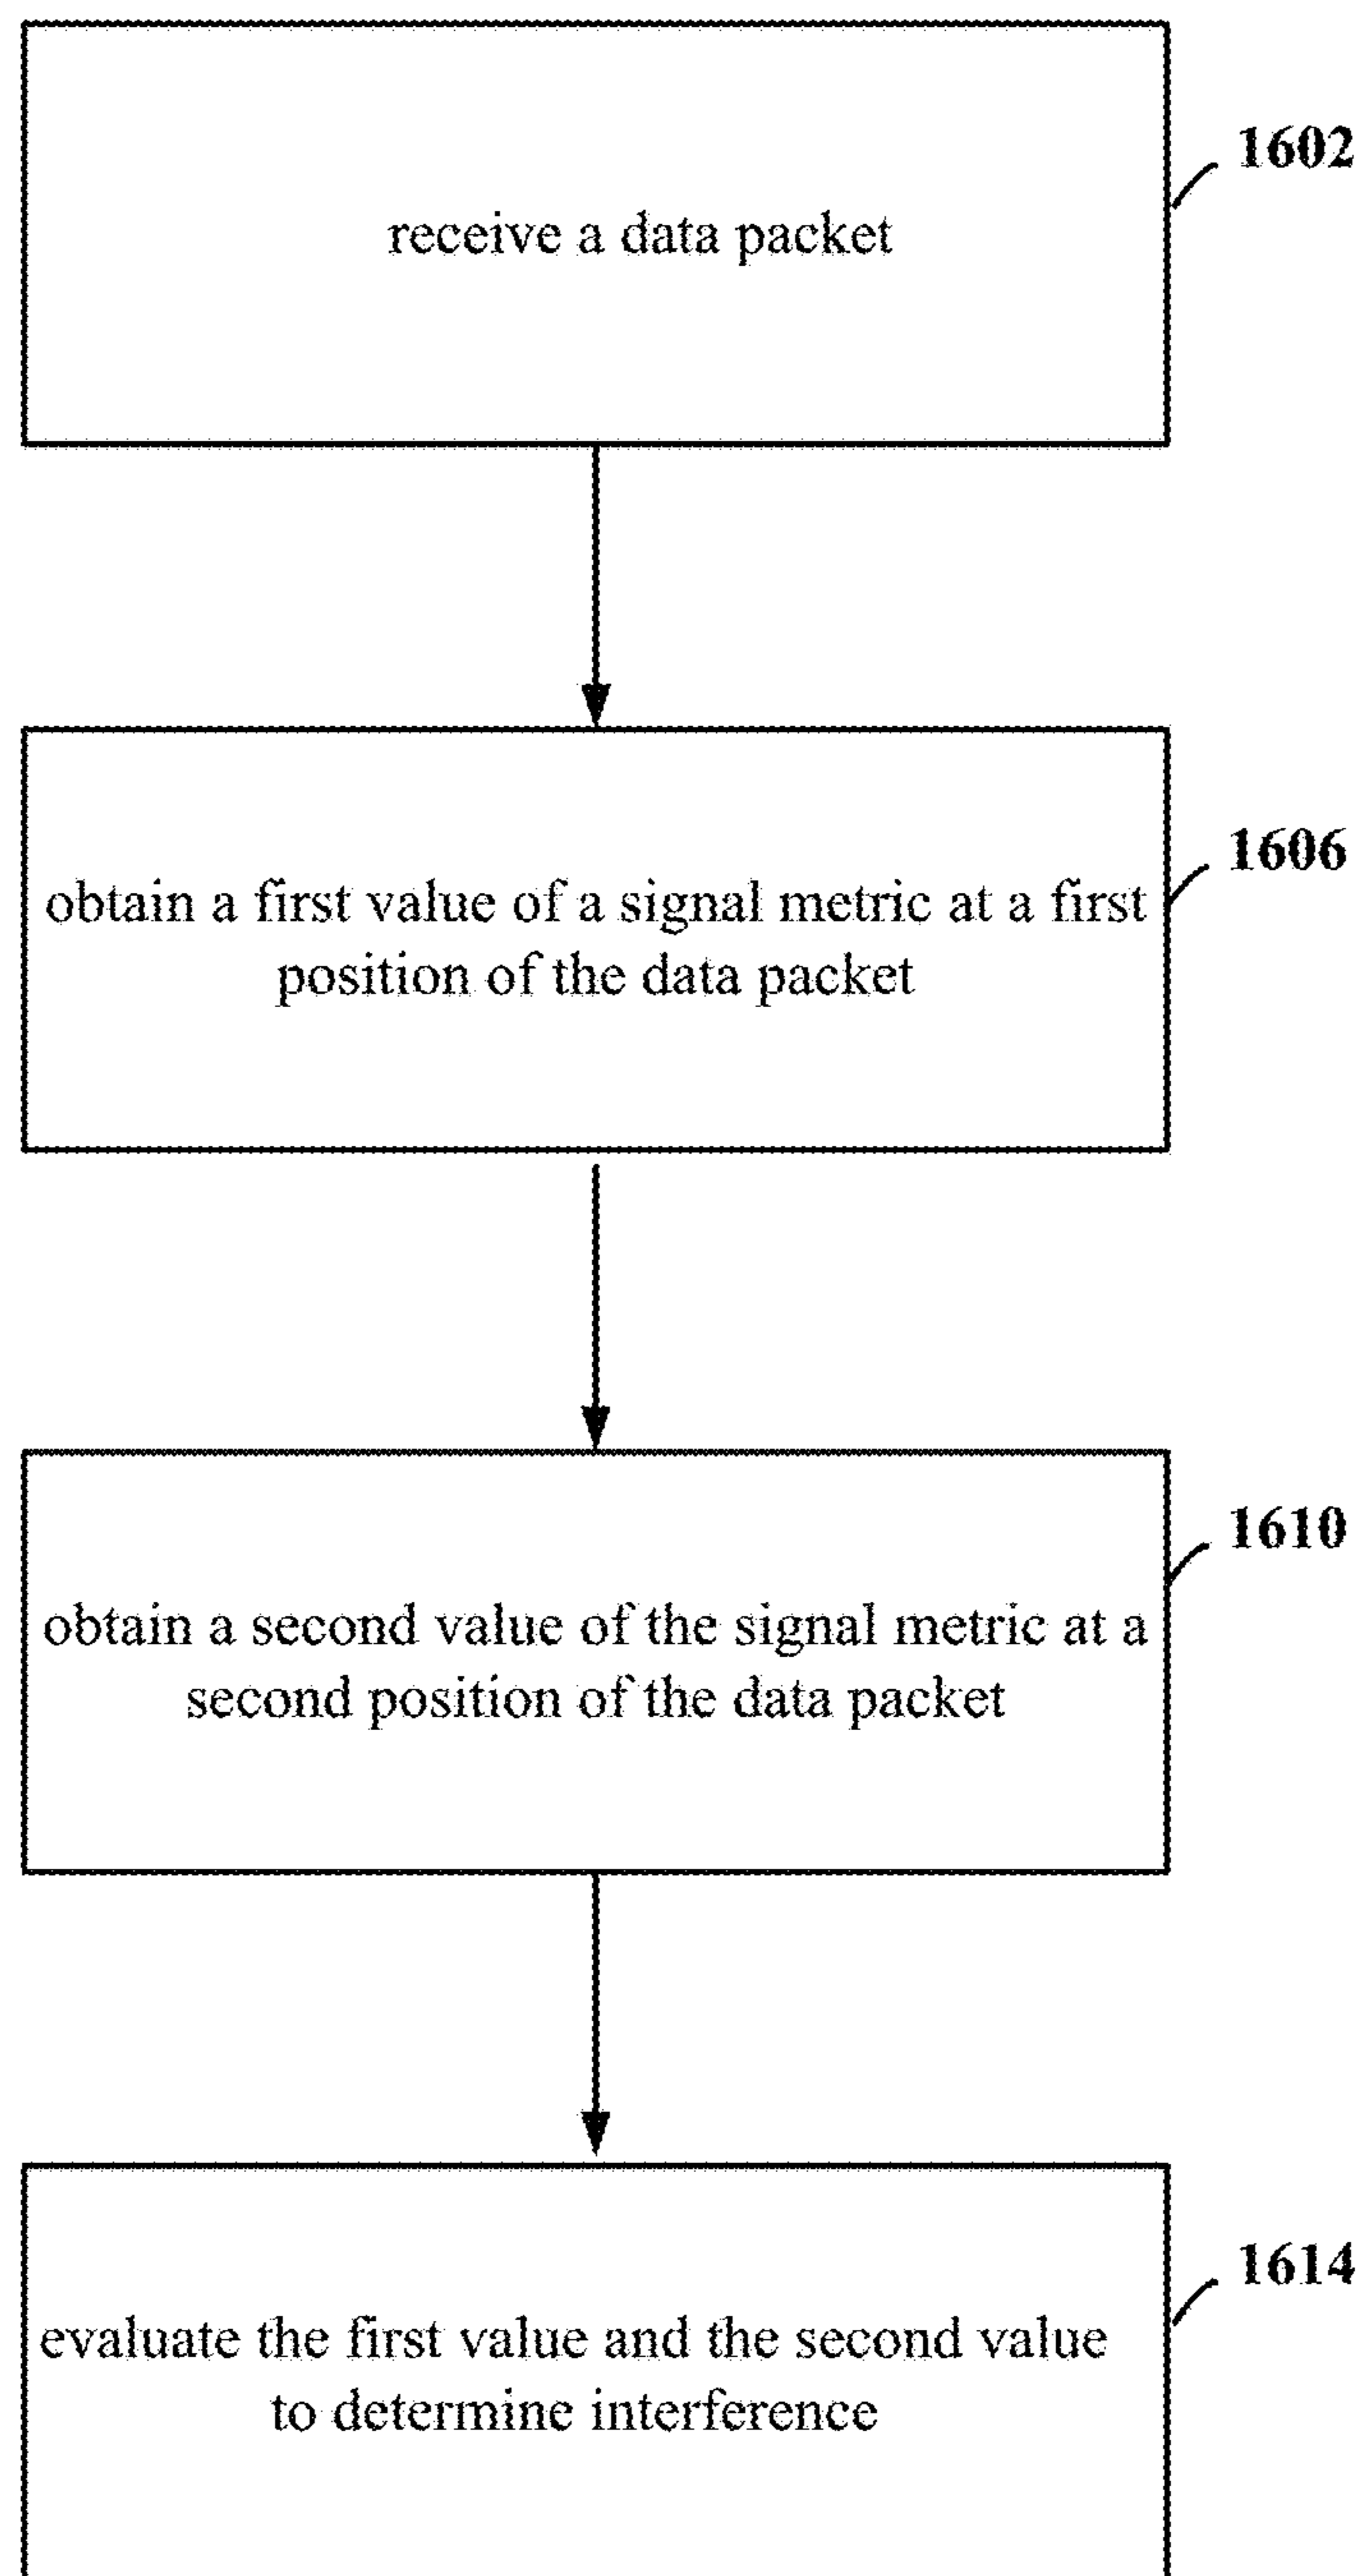 1602
receive a data packet
1606
obtain a first value of a signal metric at a first
position of the data packet
1610
obtain a second value of the signal metric at a
second position of the data packet
1614
evaluate the first value and the second value
to determine interference